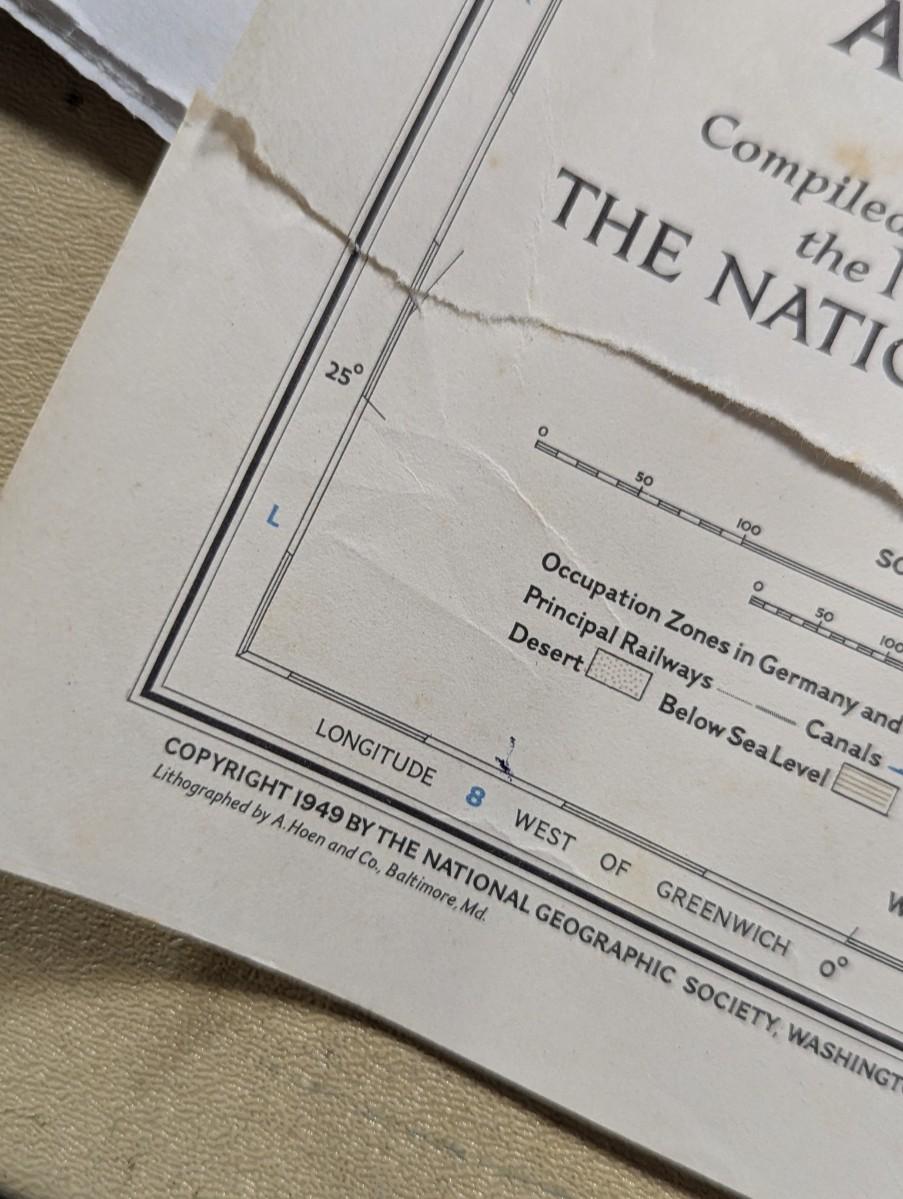 A
Compiled
the
THE NATIO
25°
0 50 100
L
SC
0 50 100
Occupation Zones in Germany and
Principal Railways Canals
Desert Below Sea Level
LONGITUDE 8 WEST OF GREENWICH 0°
W
COPYRIGHT 1949 BY THE NATIONAL GEOGRAPHIC SOCIETY, WASHINGT
Lithographed by A. Hoen and Co., Baltimore, Md.